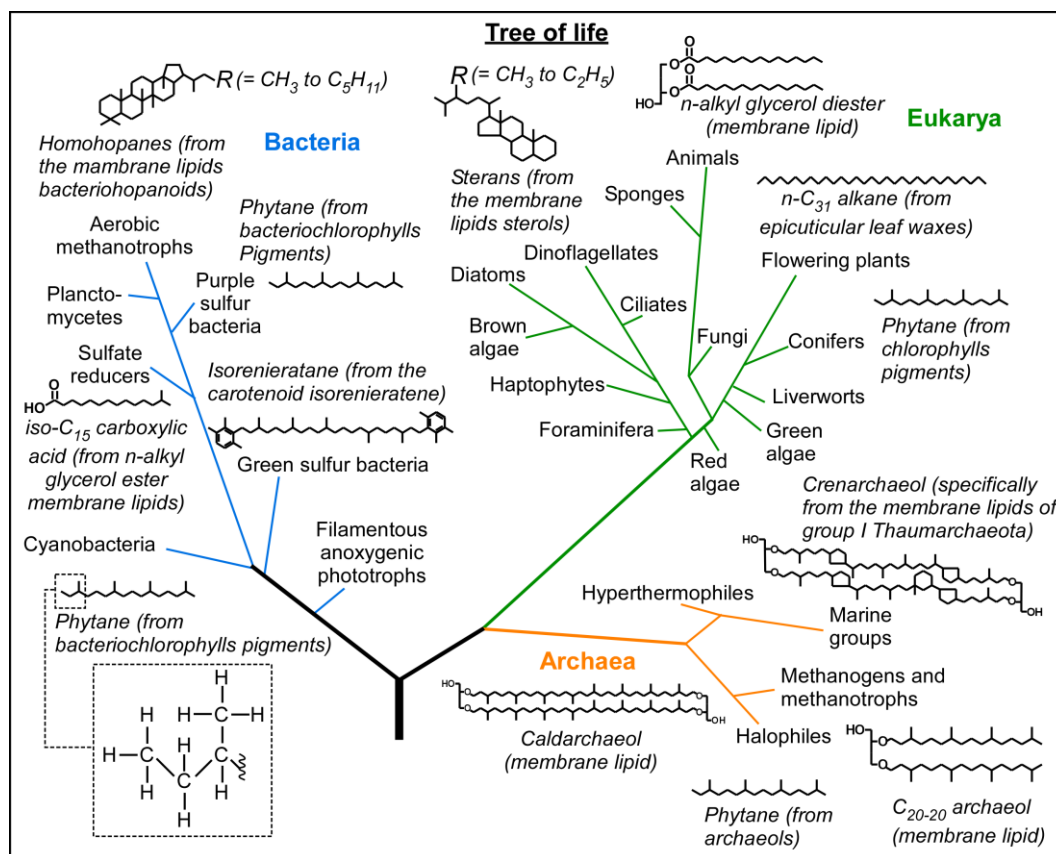 Tree of life
R (= CH3 to C5H11)
Homohopanes (from
the mambrane lipids
bacteriohopanoids)
Bacteria
R (= CH3 to C2H5)
Sterans (from
the membrane
lipids sterols)
O
O
O
O
HO
n-alkyl glycerol diester
(membrane lipid)
Eukarya
Phytane (from
bacteriochlorophylls
Pigments)
Aerobic
methanotrophs
Plancto-
mycetes
Purple
sulfur
bacteria
Sulfate
reducers
O
HO
iso-C15 carboxylic
acid (from n-alkyl
glycerol ester
membrane lipids)
Isorenieratane (from the
carotenoid isorenieratene)
Green sulfur bacteria
Cyanobacteria
Filamentous
anoxygenic
phototrophs
Phytane (from
bacteriochlorophylls pigments)
H
H
H
C
H
H
H
C
H
C
C
H
H
H
Animals
Sponges
n-C31 alkane (from
epicuticular leaf waxes)
Dinoflagellates
Flowering plants
Diatoms
Ciliates
Brown
algae
Fungi
Conifers
Phytane (from
chlorophylls
pigments)
Haptophytes
Liverworts
Foraminifera
Green
algae
Red
algae
Crenarchaeol (specifically
from the membrane lipids of
group I Thaumarchaeota)
HO
O
O
O
O
OH
Hyperthermophiles
Marine
groups
Archaea
Methanogens and
methanotrophs
Halophiles
HO
O
O
O
O
OH
Caldarchaeol
(membrane lipid)
Phytane (from
archaeols)
HO
O
O
C20-20 archaeol
(membrane lipid)